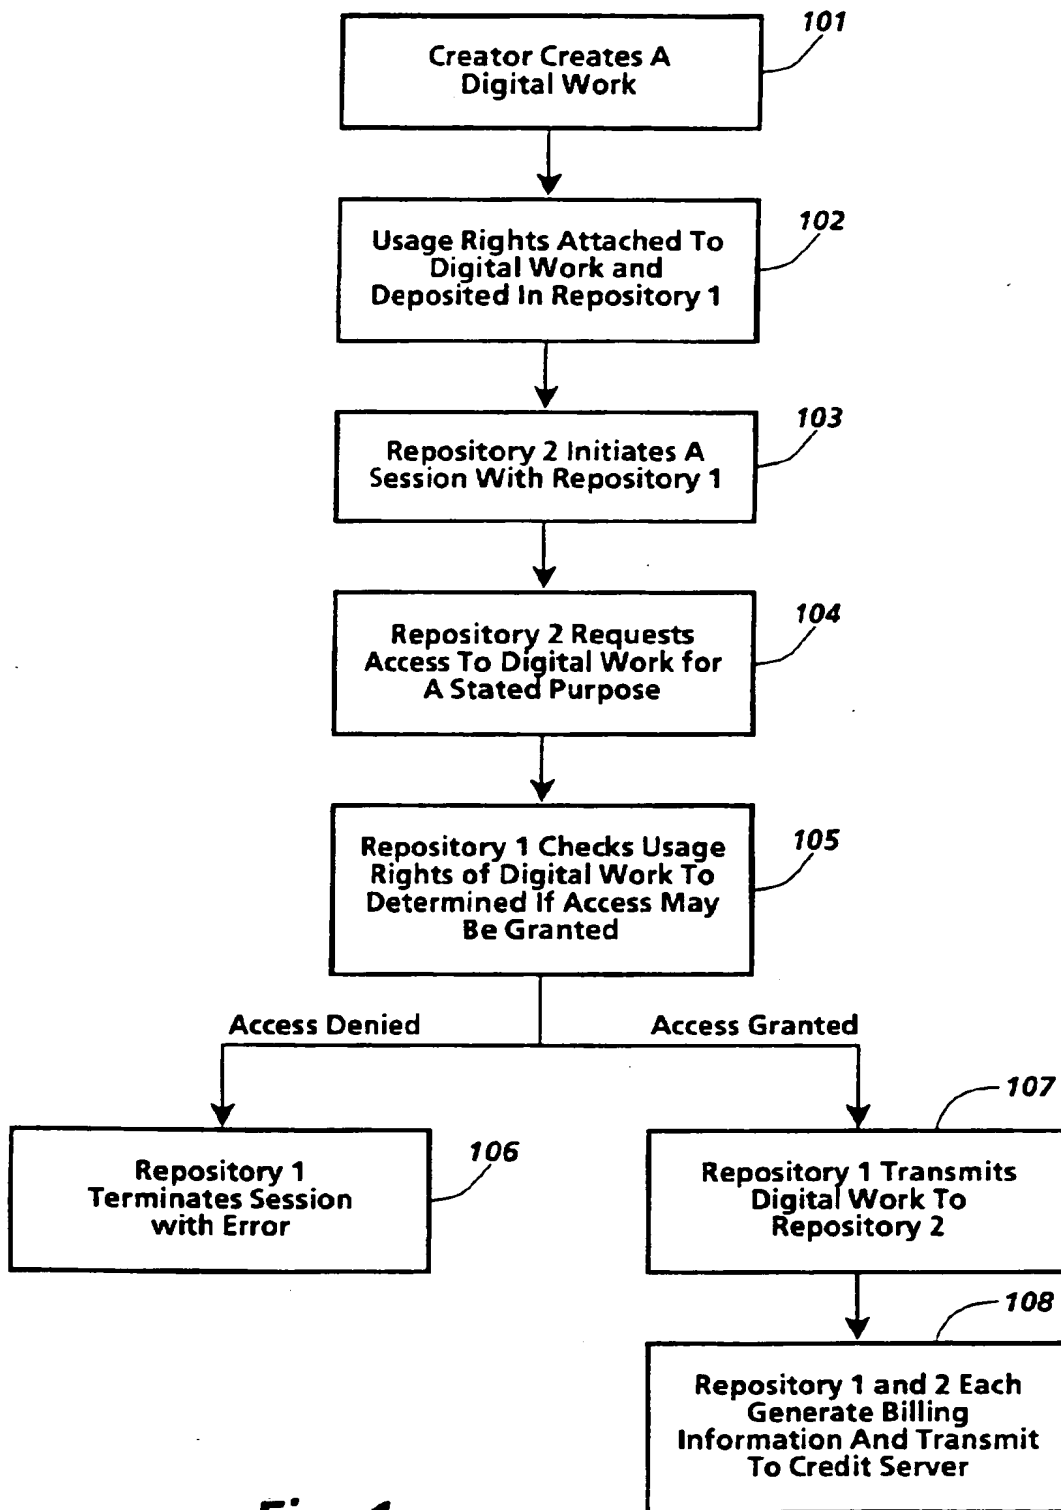 101
Creator Creates A
Digital Work
102
Usage Rights Attached To
Digital Work and
Deposited In Repository 1
103
Repository 2 Initiates A
Session With Repository 1
104
Repository 2 Requests
Access To Digital Work for
A Stated Purpose
105
Repository 1 Checks Usage
Rights of Digital Work To
Determined If Access May
Be Granted
Access Denied
Access Granted
106
Repository 1
Terminates Session
with Error
107
Repository 1 Transmits
Digital Work To
Repository 2
108
Repository 1 and 2 Each
Generate Billing
Information And Transmit
To Credit Server